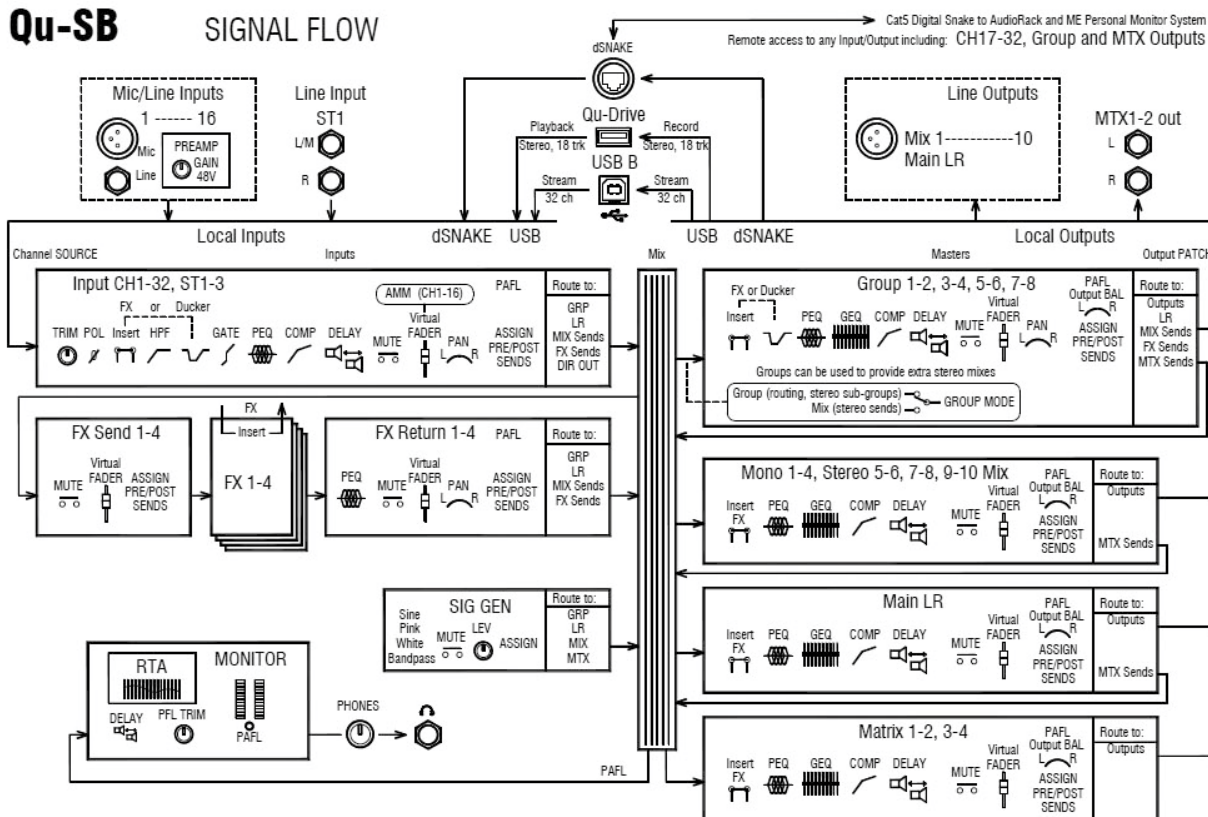 Qu-SB SIGNAL FLOW
Cat5 Digital Snake to AudioRack and ME Personal Monitor System
Remote access to any Input/Output including: CH17-32, Group and MTX Outputs
dSNAKE
Mic/Line Inputs
1 ------ 16
Mic
Line
PREAMP
GAIN
48V
Line Input
ST1
L/M
R
Qu-Drive
Playback
Stereo, 18 trk
Record
Stereo, 18 trk
USB B
Stream
32 ch
Stream
32 ch
Line Outputs
Mix 1-----------10
Main LR
MTX1-2 out
L
R
Local Inputs
dSNAKE USB
USB dSNAKE
Local Outputs
Channel SOURCE
Inputs
Mix
Masters
Output PATCH
Input CH1-32, ST1-3
AMM (CH1-16)
PAFL
FX or Ducker
TRIM POL Insert HPF GATE PEQ COMP DELAY MUTE
Virtual
FADER
L PAN R
ASSIGN
PRE/POST
SENDS
Route to:
GRP
LR
MIX Sends
FX Sends
DIR OUT
Group 1-2, 3-4, 5-6, 7-8
FX or Ducker
Insert PEQ GEQ COMP DELAY MUTE
Virtual
FADER
L PAN R
PAFL
Output BAL
L R
ASSIGN
PRE/POST
SENDS
Route to:
Outputs
LR
MIX Sends
FX Sends
MTX Sends
Groups can be used to provide extra stereo mixes
Group (routing, stereo sub-groups)
Mix (stereo sends)
GROUP MODE
FX Send 1-4
MUTE
Virtual
FADER
ASSIGN
PRE/POST
SENDS
FX
Insert
FX 1-4
FX Return 1-4
PAFL
PEQ
MUTE
Virtual
FADER
L PAN R
ASSIGN
PRE/POST
SENDS
Route to:
GRP
LR
MIX Sends
FX Sends
Mono 1-4, Stereo 5-6, 7-8, 9-10 Mix
Insert
FX
PEQ GEQ COMP DELAY MUTE
Virtual
FADER
PAFL
Output BAL
L R
ASSIGN
PRE/POST
SENDS
Route to:
Outputs
MTX Sends
SIG GEN
Sine
Pink
White
Bandpass
MUTE
LEV
ASSIGN
Route to:
GRP
LR
MIX
MTX
Main LR
Insert
FX
PEQ GEQ COMP DELAY MUTE
Virtual
FADER
PAFL
Output BAL
L R
ASSIGN
PRE/POST
SENDS
Route to:
Outputs
MTX Sends
RTA
MONITOR
DELAY
PFL TRIM
PAFL
PHONES
PAFL
Matrix 1-2, 3-4
Insert
FX
PEQ GEQ COMP DELAY MUTE
Virtual
FADER
PAFL
Output BAL
L R
ASSIGN
PRE/POST
SENDS
Route to:
Outputs